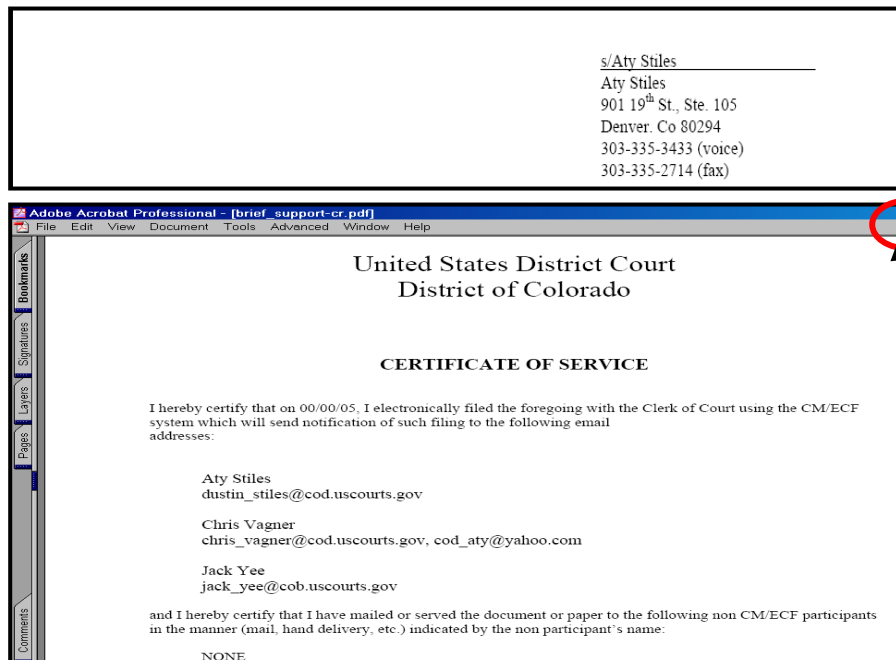 s/Aty Stiles
Aty Stiles
901 19th St., Ste. 105
Denver. Co 80294
303-335-3433 (voice)
303-335-2714 (fax)
Adobe Acrobat Professional - [brief_support-cr.pdf]
File Edit View Document Tools Advanced Window Help
Bookmarks
Signatures
Layers
Pages
Comments
United States District Court
District of Colorado
CERTIFICATE OF SERVICE
I hereby certify that on 00/00/05, I electronically filed the foregoing with the Clerk of Court using the CM/ECF
system which will send notification of such filing to the following email
addresses:
Aty Stiles
dustin_stiles@cod.uscourts.gov
Chris Vagner
chris_vagner@cod.uscourts.gov, cod_aty@yahoo.com
Jack Yee
jack_yee@cob.uscourts.gov
and I hereby certify that I have mailed or served the document or paper to the following non CM/ECF participants
in the manner (mail, hand delivery, etc.) indicated by the non participant's name:
NONE